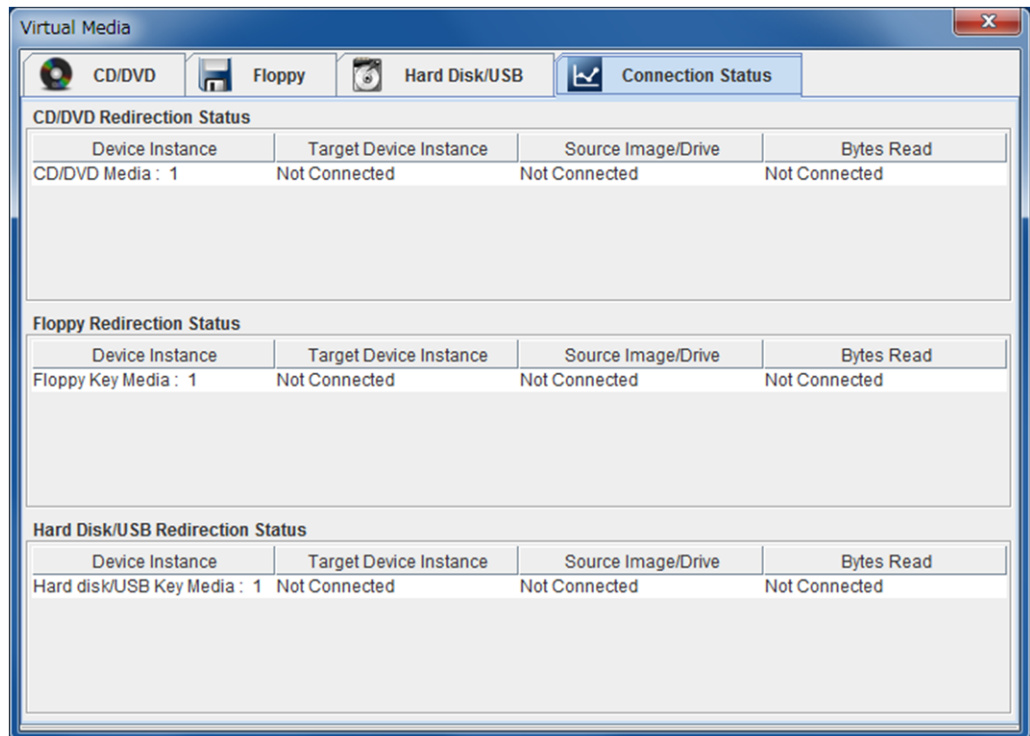 Virtual Media
CD/DVD Floppy Hard Disk/USB Connection Status
CD/DVD Redirection Status
Device Instance Target Device Instance Source Image/Drive Bytes Read
CD/DVD Media : 1 Not Connected Not Connected Not Connected
Floppy Redirection Status
Device Instance Target Device Instance Source Image/Drive Bytes Read
Floppy Key Media : 1 Not Connected Not Connected Not Connected
Hard Disk/USB Redirection Status
Device Instance Target Device Instance Source Image/Drive Bytes Read
Hard disk/USB Key Media : 1 Not Connected Not Connected Not Connected